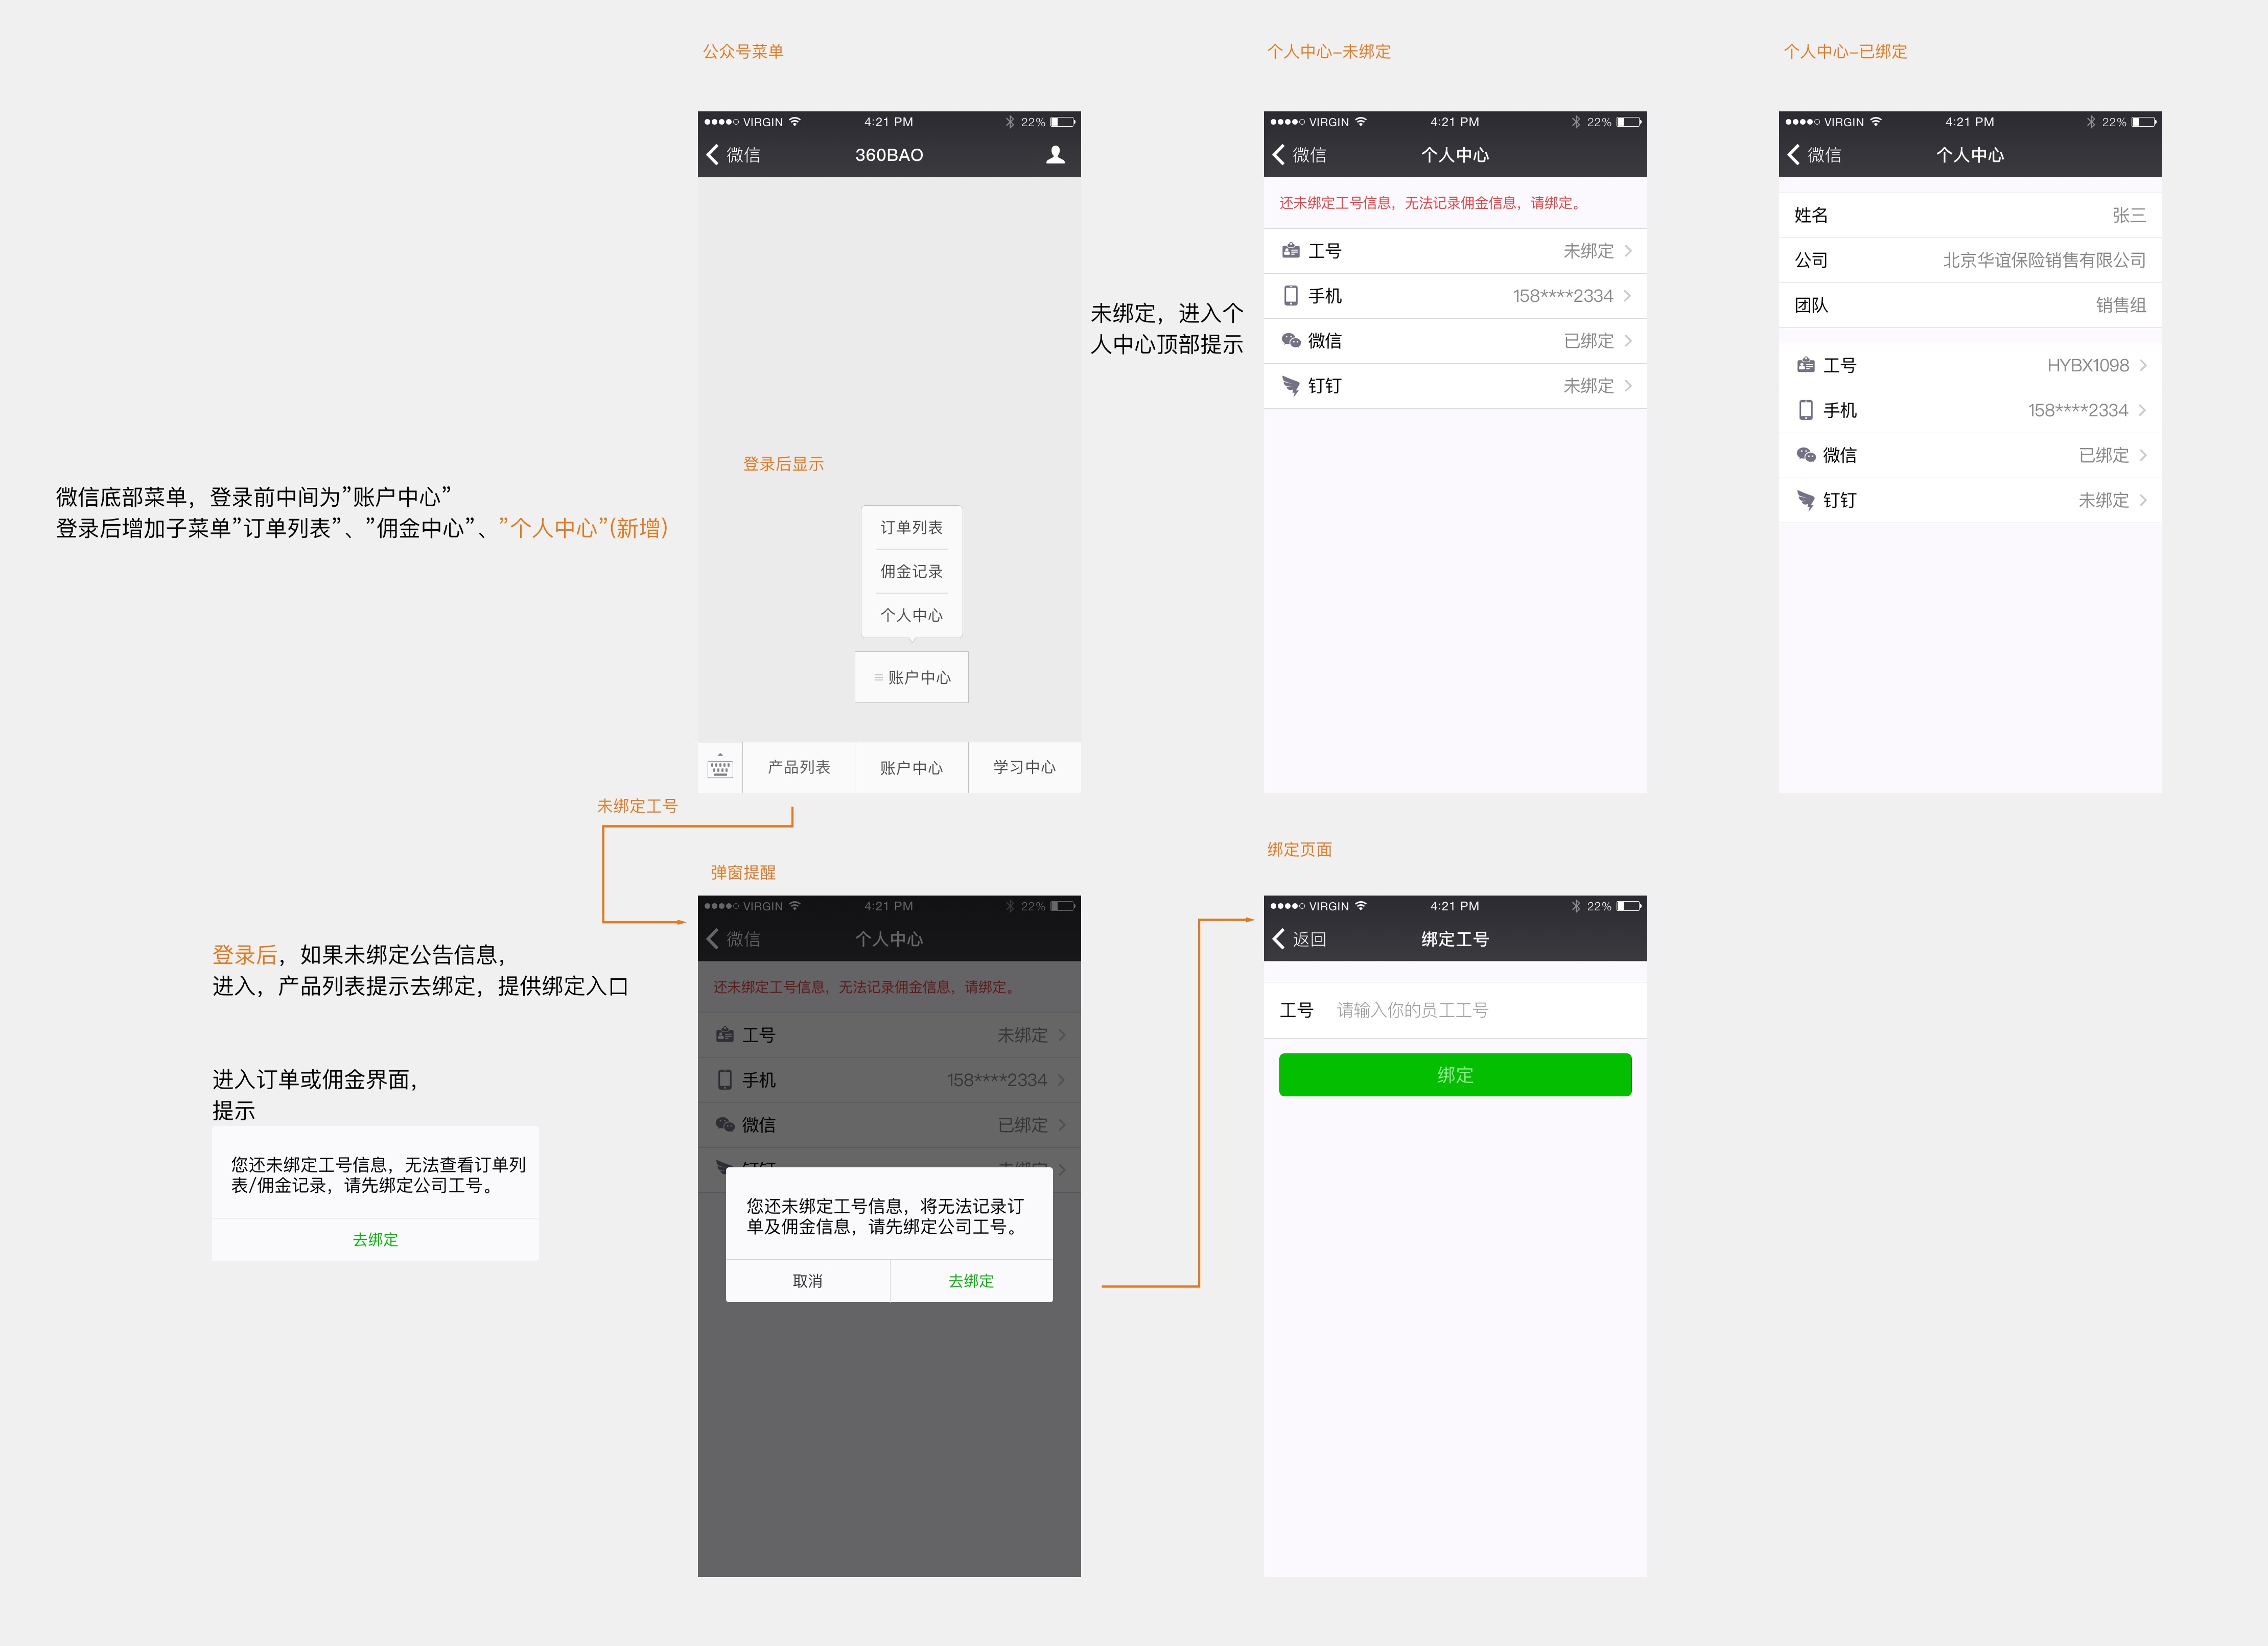 公众号菜单
个人中心-未绑定
个人中心-已绑定
VIRGIN
4:21 PM
22%
微信
360BAO
登录后显示
订单列表
佣金记录
个人中心
账户中心
产品列表
账户中心
学习中心
微信底部菜单，登录前中间为”账户中心”
登录后增加子菜单”订单列表”、”佣金中心”、”个人中心”(新增)
未绑定，进入个
人中心顶部提示
VIRGIN
4:21 PM
22%
微信
个人中心
还未绑定工号信息，无法记录佣金信息，请绑定。
工号 未绑定
手机 158****2334
微信 已绑定
钉钉 未绑定
VIRGIN
4:21 PM
22%
微信
个人中心
姓名 张三
公司 北京华谊保险销售有限公司
团队 销售组
工号 HYBX1098
手机 158****2334
微信 已绑定
钉钉 未绑定
未绑定工号
弹窗提醒
登录后，如果未绑定公告信息，
进入，产品列表提示去绑定，提供绑定入口
进入订单或佣金界面，
提示
您还未绑定工号信息，无法查看订单列
表/佣金记录，请先绑定公司工号。
去绑定
VIRGIN
4:21 PM
22%
微信
个人中心
还未绑定工号信息，无法记录佣金信息，请绑定。
工号 未绑定
手机 158****2334
微信 已绑定
钉钉 未绑定
您还未绑定工号信息，将无法记录订
单及佣金信息，请先绑定公司工号。
取消
去绑定
绑定页面
VIRGIN
4:21 PM
22%
返回
绑定工号
工号 请输入你的员工工号
绑定